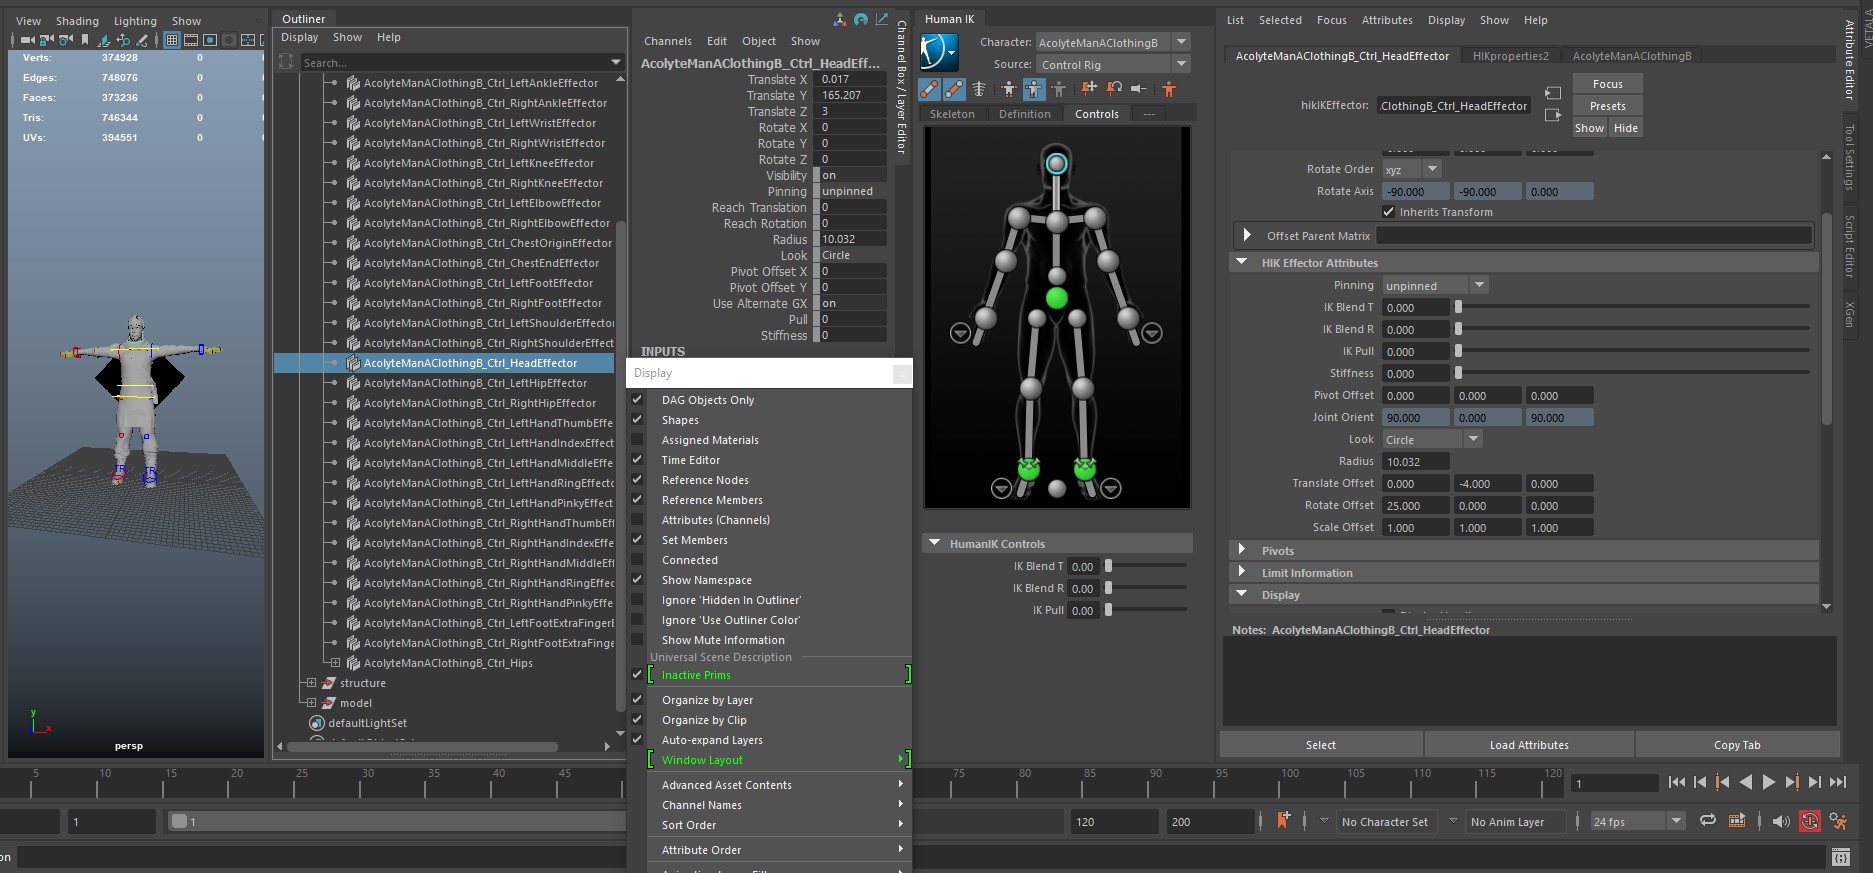 View Shading Lighting Show
Verts: 374928 0
Edges: 748076 0
Faces: 373236 0
Tris: 746344 0
UVs: 394551 0
TR
TR
y
x
persp
Outliner
Display Show Help
Search...
AcolyteManAClothingB_Ctrl_LeftAnkleEffector
AcolyteManAClothingB_Ctrl_RightAnkleEffector
AcolyteManAClothingB_Ctrl_LeftWristEffector
AcolyteManAClothingB_Ctrl_RightWristEffector
AcolyteManAClothingB_Ctrl_LeftKneeEffector
AcolyteManAClothingB_Ctrl_RightKneeEffector
AcolyteManAClothingB_Ctrl_LeftElbowEffector
AcolyteManAClothingB_Ctrl_RightElbowEffector
AcolyteManAClothingB_Ctrl_ChestOriginEffector
AcolyteManAClothingB_Ctrl_ChestEndEffector
AcolyteManAClothingB_Ctrl_LeftFootEffector
AcolyteManAClothingB_Ctrl_RightFootEffector
AcolyteManAClothingB_Ctrl_LeftShoulderEffector
AcolyteManAClothingB_Ctrl_RightShoulderEffect
AcolyteManAClothingB_Ctrl_HeadEffector
AcolyteManAClothingB_Ctrl_LeftHipEffector
AcolyteManAClothingB_Ctrl_RightHipEffector
AcolyteManAClothingB_Ctrl_LeftHandThumbEffe
AcolyteManAClothingB_Ctrl_LeftHandIndexEffect
AcolyteManAClothingB_Ctrl_LeftHandMiddleEffe
AcolyteManAClothingB_Ctrl_LeftHandRingEffecto
AcolyteManAClothingB_Ctrl_LeftHandPinkyEffect
AcolyteManAClothingB_Ctrl_RightHandThumbEff
AcolyteManAClothingB_Ctrl_RightHandIndexEffe
AcolyteManAClothingB_Ctrl_RightHandMiddleEff
AcolyteManAClothingB_Ctrl_RightHandRingEffec
AcolyteManAClothingB_Ctrl_RightHandPinkyEffe
AcolyteManAClothingB_Ctrl_LeftFootExtraFingerE
AcolyteManAClothingB_Ctrl_RightFootExtraFinge
AcolyteManAClothingB_Ctrl_Hips
structure
model
defaultLightSet
Channels Edit Object Show
AcolyteManAClothingB_Ctrl_HeadEff...
Translate X 0.017
Translate Y 165.207
Translate Z 3
Rotate X 0
Rotate Y 0
Rotate Z 0
Visibility on
Pinning unpinned
Reach Translation 0
Reach Rotation 0
Radius 10.032
Look Circle
Pivot Offset X 0
Pivot Offset Y 0
Use Alternate GX on
Pull 0
Stiffness 0
INPUTS
Channel Box / Layer Editor
Display
DAG Objects Only
Shapes
Assigned Materials
Time Editor
Reference Nodes
Reference Members
Attributes (Channels)
Set Members
Connected
Show Namespace
Ignore 'Hidden In Outliner'
Ignore 'Use Outliner Color'
Show Mute Information
Universal Scene Description
Inactive Prims
Organize by Layer
Organize by Clip
Auto-expand Layers
Window Layout
Advanced Asset Contents
Channel Names
Sort Order
Attribute Order
Human IK
Character: AcolyteManAClothingB
Source: Control Rig
Skeleton Definition Controls ---
HumanIK Controls
IK Blend T 0.00
IK Blend R 0.00
IK Pull 0.00
List Selected Focus Attributes Display Show Help
AcolyteManAClothingB_Ctrl_HeadEffector HIKproperties2 AcolyteManAClothingB
hikIKEffector: .ClothingB_Ctrl_HeadEffector
Focus
Presets
Show Hide
Rotate Order xyz
Rotate Axis -90.000 -90.000 0.000
Inherits Transform
Offset Parent Matrix
HIK Effector Attributes
Pinning unpinned
IK Blend T 0.000
IK Blend R 0.000
IK Pull 0.000
Stiffness 0.000
Pivot Offset 0.000 0.000 0.000
Joint Orient 90.000 0.000 90.000
Look Circle
Radius 10.032
Translate Offset 0.000 -4.000 0.000
Rotate Offset 25.000 0.000 0.000
Scale Offset 1.000 1.000 1.000
Pivots
Limit Information
Display
Notes: AcolyteManAClothingB_Ctrl_HeadEffector
Select Load Attributes Copy Tab
Attribute Editor
Tool Settings
Script Editor
XGen
5 10 15 20 25 30 35 40 45 75 80 85 90 95 100 105 110 115 120 1
1 1 120 200 No Character Set No Anim Layer 24 fps
on